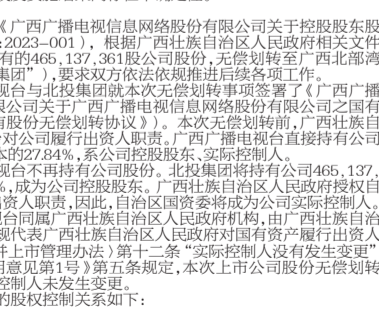 《广西广播电视信息网络股份有限公司关于控股股东股
:2023-001），根据广西壮族自治区人民政府相关文件
有的465,137,361股公司股份，无偿划转至广西北部湾
集团”），要求双方依法依规推进后续各项工作。
视台与北投集团就本次无偿划转事项签署了《广西广播
限公司关于广西广播电视信息网络股份有限公司之国有
有股份无偿划转协议》）。本次无偿划转前，广西壮族自
对公司履行出资人职责。广西广播电视台直接持有公司
本的27.84%，系公司控股股东、实际控制人。
视台不再持有公司股份。北投集团将持有公司465,137,
%，成为公司控股股东。广西壮族自治区人民政府授权自
出资人职责，因此，自治区国资委将成为公司实际控制人。
视台同属广西壮族自治区人民政府机构，由广西壮族自治
规代表广西壮族自治区人民政府对国有资产履行出资人
并上市管理办法〉第十二条“实际控制人没有发生变更”
用意见第1号》第五条规定，本次上市公司股份无偿划转
控制人未发生变更。
的股权控制关系如下：